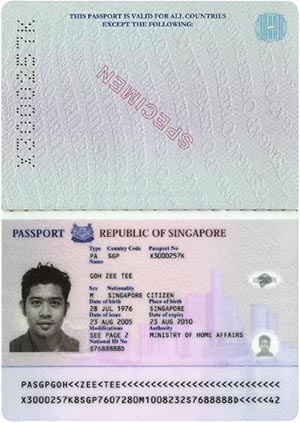 THIS PASSPORT IS VALID FOR ALL COUNTRIES
EXCEPT THE FOLLOWING:
X3000257K
SPECIMEN
PASSPORT REPUBLIC OF SINGAPORE
Type Country Code Passport No
PA SGP X3000257K
Name
GOH ZEE TEE
Sex Nationality
M SINGAPORE CITIZEN
Date of birth Place of birth
28 JUL 1976 SINGAPORE
Date of issue Date of expiry
23 AUG 2005 23 AUG 2010
Modifications Authority
SEE PAGE 2 MINISTRY OF HOME AFFAIRS
National ID No
S7688888D
PASGPGOH<<ZEE<TEE<<<<<<<<<<<<<<<<<<<<<<<<<<<
X3000257K8SGP7607280M1008232S7688888D<<<<<42